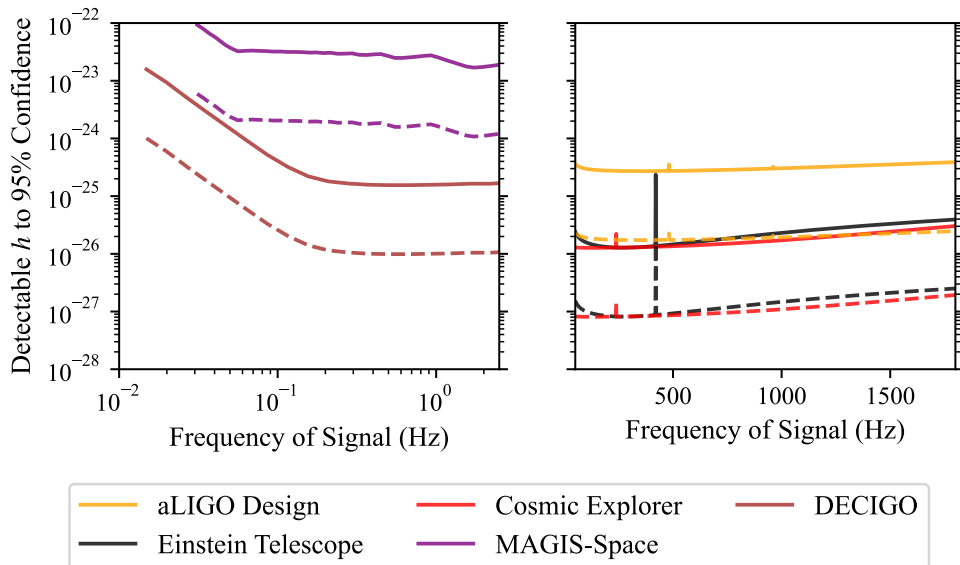 Detectable h to 95% Confidence
10⁻²²
10⁻²³
10⁻²⁴
10⁻²⁵
10⁻²⁶
10⁻²⁷
10⁻²⁸
10⁻² 10⁻¹ 10⁰
Frequency of Signal (Hz)
500 1000 1500
Frequency of Signal (Hz)
aLIGO Design Cosmic Explorer DECIGO
Einstein Telescope MAGIS-Space